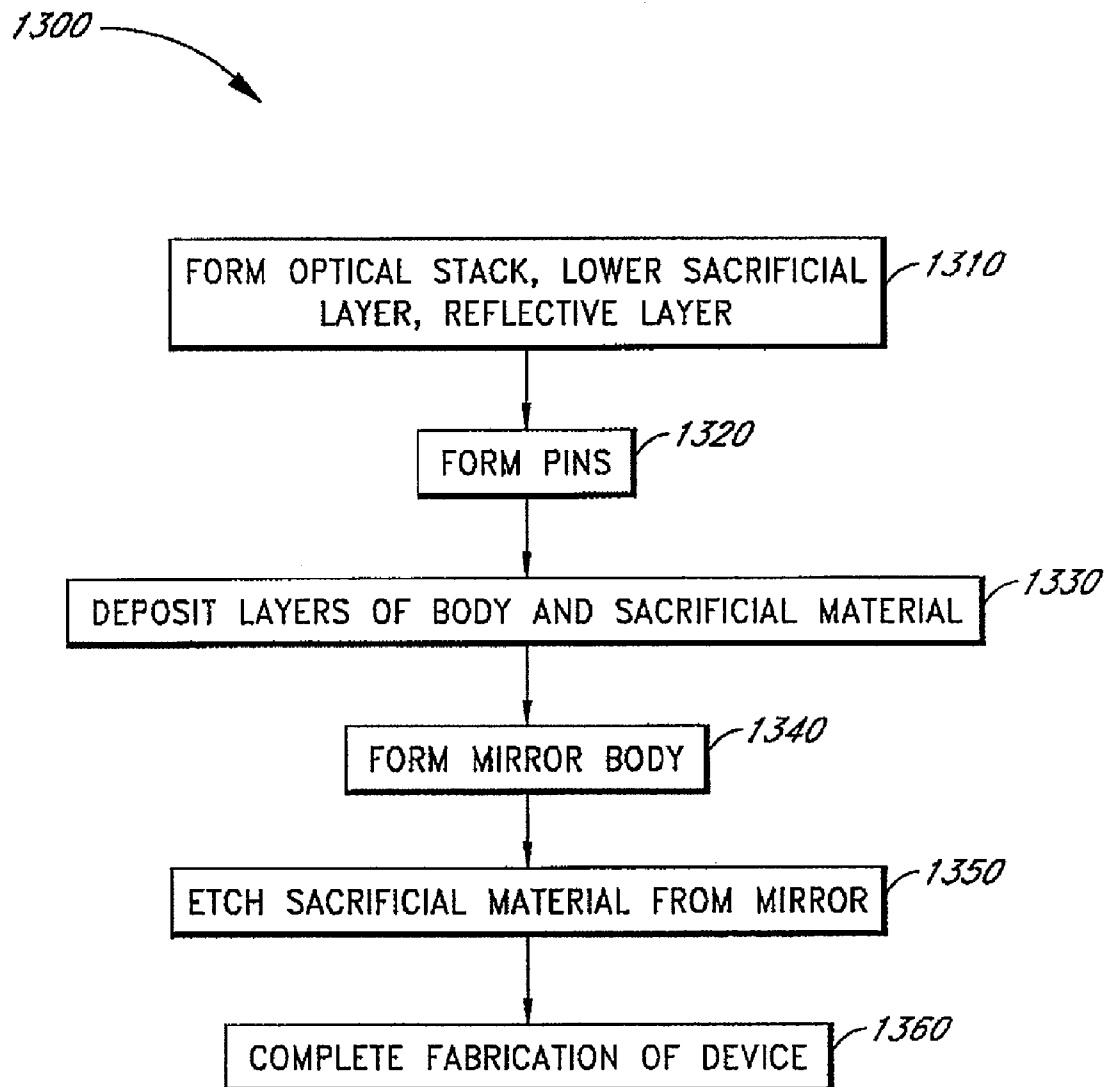 1300
FORM OPTICAL STACK, LOWER SACRIFICIAL
LAYER, REFLECTIVE LAYER
1310
FORM PINS
1320
DEPOSIT LAYERS OF BODY AND SACRIFICIAL MATERIAL
1330
FORM MIRROR BODY
1340
ETCH SACRIFICIAL MATERIAL FROM MIRROR
1350
COMPLETE FABRICATION OF DEVICE
1360